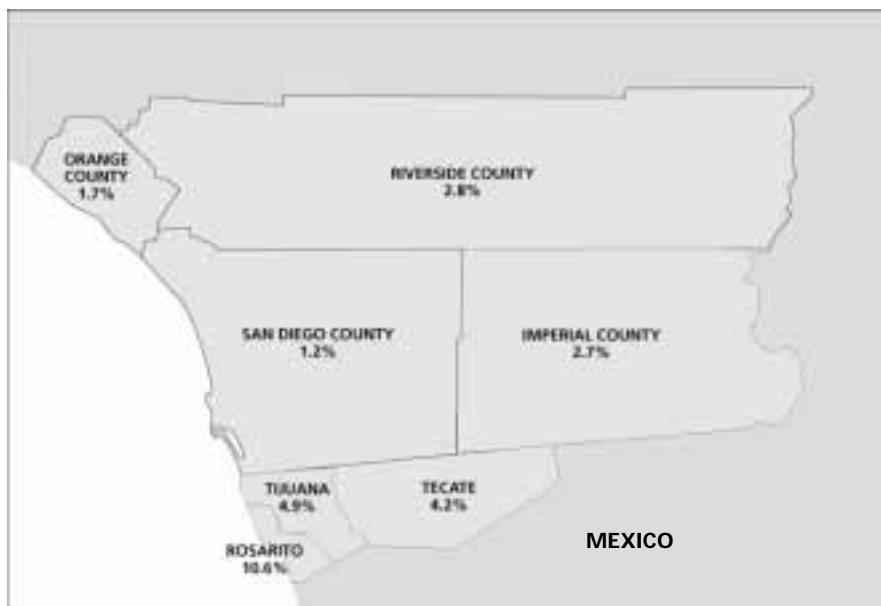 ORANGE
COUNTY
1.7%
RIVERSIDE COUNTY
2.8%
SAN DIEGO COUNTY
1.2%
IMPERIAL COUNTY
2.7%
TIJUANA
4.9%
TECATE
4.2%
ROSARITO
10.6%
MEXICO